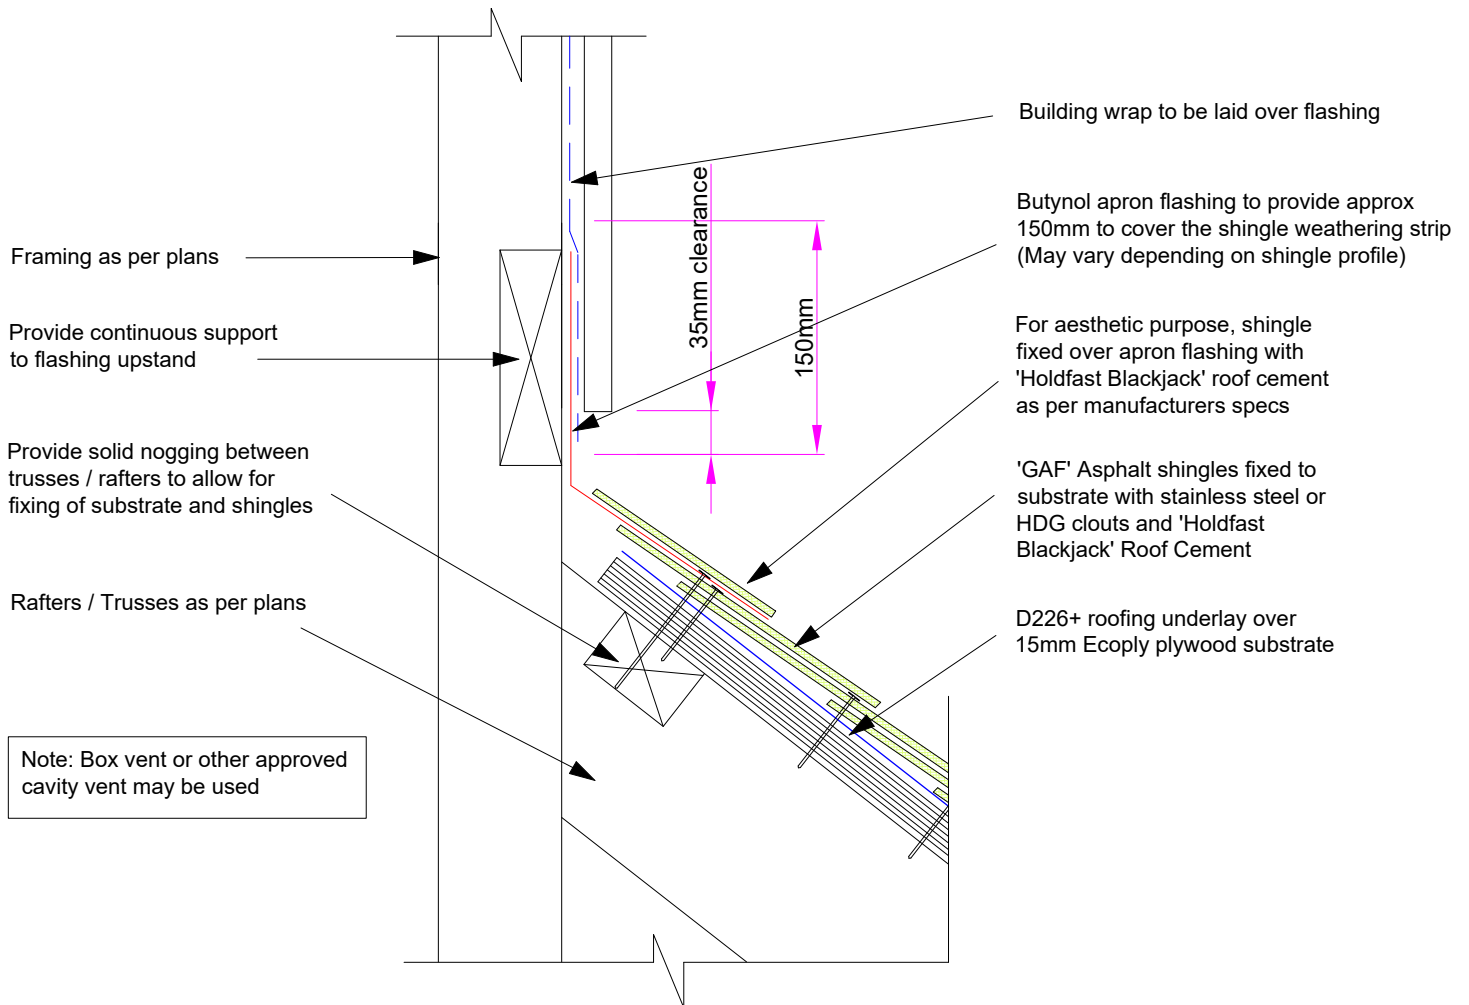 Framing as per plans
Provide continuous support
to flashing upstand
Provide solid nogging between
trusses / rafters to allow for
fixing of substrate and shingles
Rafters / Trusses as per plans
Note: Box vent or other approved
cavity vent may be used
35mm clearance
150mm
Building wrap to be laid over flashing
Butynol apron flashing to provide approx
150mm to cover the shingle weathering strip
(May vary depending on shingle profile)
For aesthetic purpose, shingle
fixed over apron flashing with
'Holdfast Blackjack' roof cement
as per manufacturers specs
'GAF' Asphalt shingles fixed to
substrate with stainless steel or
HDG clouts and 'Holdfast
Blackjack' Roof Cement
D226+ roofing underlay over
15mm Ecoply plywood substrate